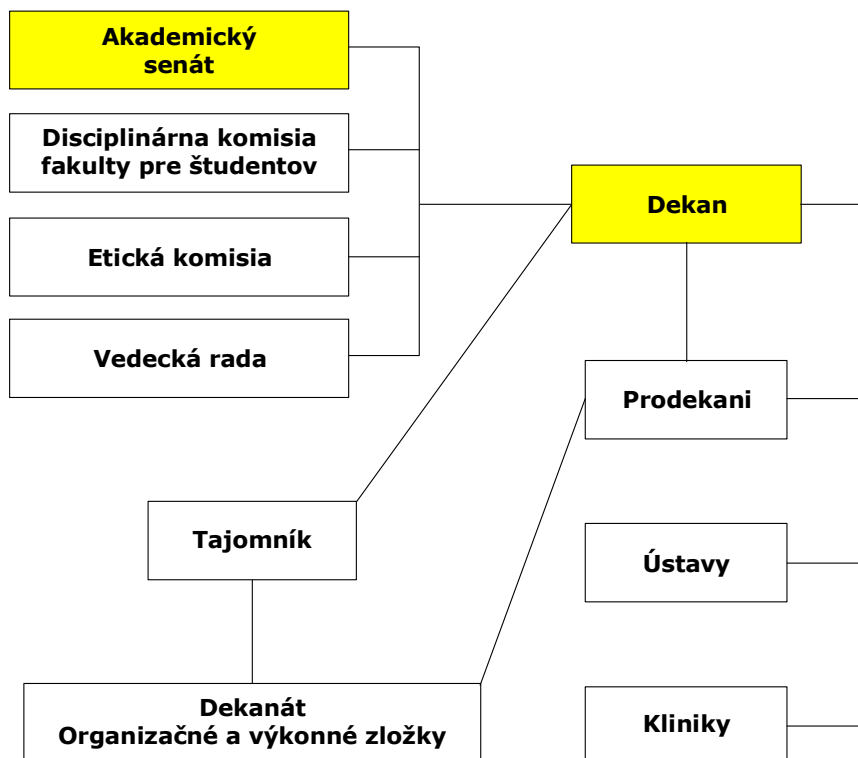 Akademický
senát
Disciplinárna komisia
fakulty pre študentov
Dekan
Etická komisia
Vedecká rada
Prodekani
Tajomník
Ústavy
Dekanát
Organizačné a výkonné zložky
Kliniky